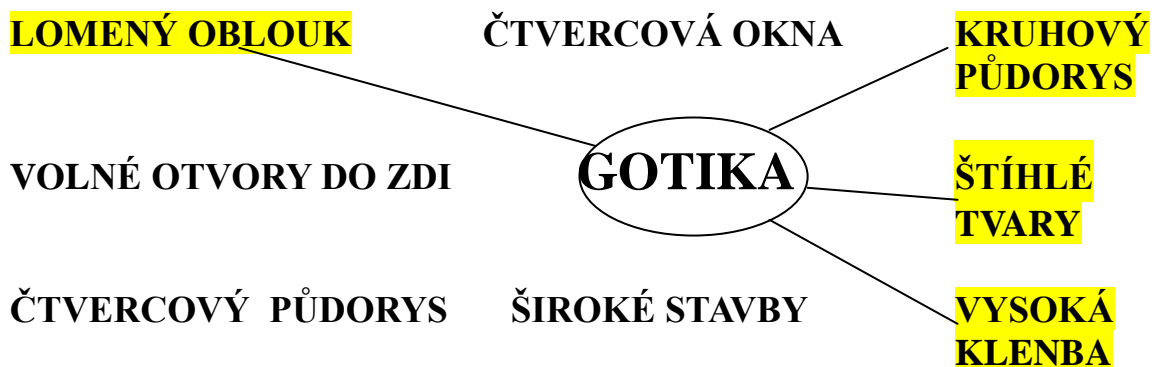 LOMENÝ OBLOUK ČTVERCOVÁ OKNA KRUHOVÝ
PŮDORYS
VOLNÉ OTVORY DO ZDI GOTIKA ŠTÍHLÉ
TVARY
ČTVERCOVÝ PŮDORYS ŠIROKÉ STAVBY VYSOKÁ
KLENBA